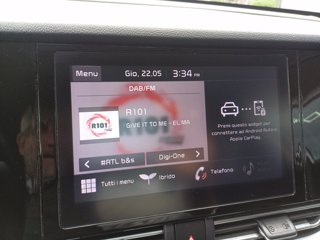 Menu Gio, 22.05 3:34 PM
DAB/FM
R101
R101
GIVE IT TO ME - EL.MA
Premi questo widget per
connettere ad Android Auto o
Apple CarPlay.
#RTL b&s Digi-One
Tutti i menu Ibrido Telefono